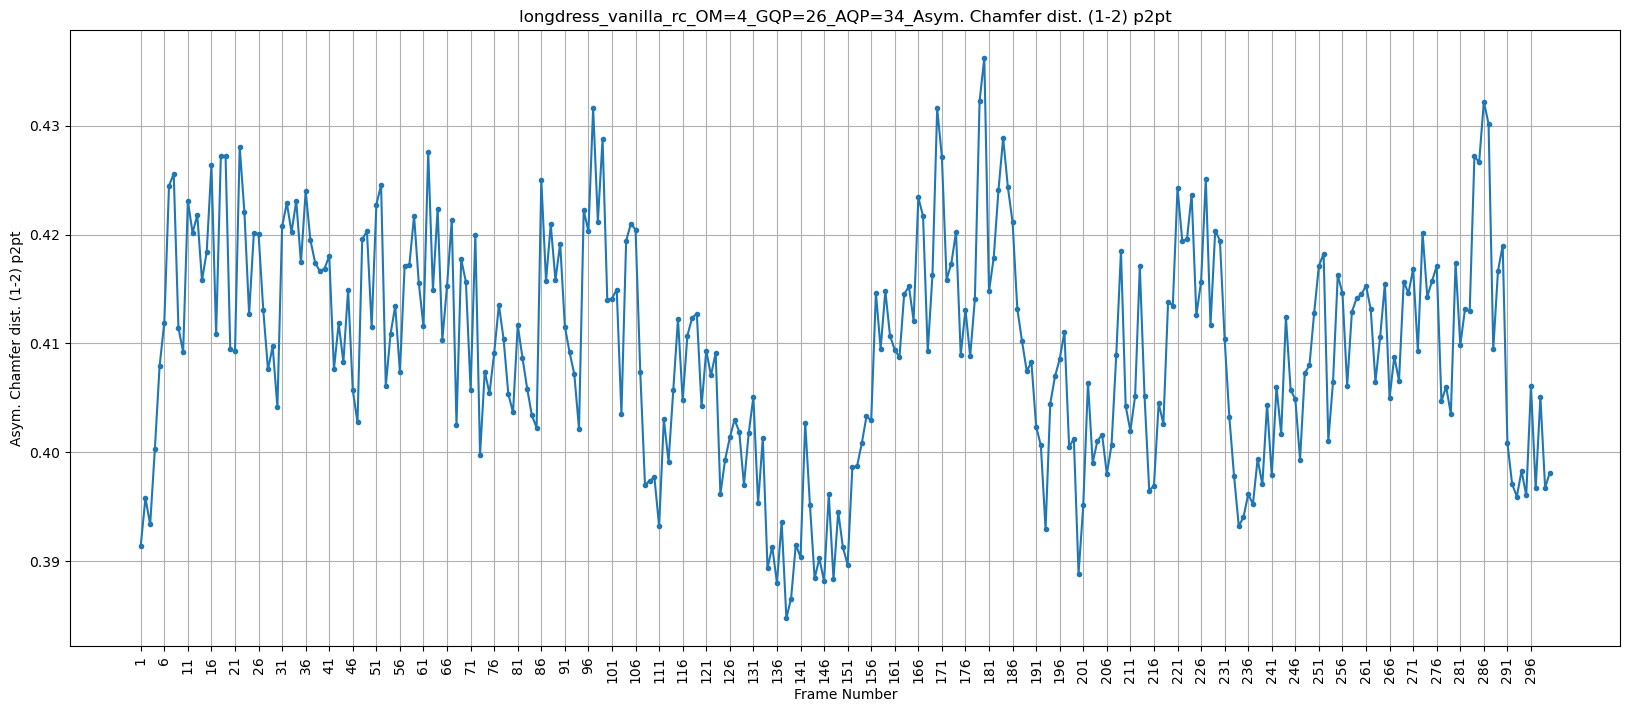 longdress_vanilla_rc_OM=4_GQP=26_AQP=34_Asym. Chamfer dist. (1-2) p2pt
Asym. Chamfer dist. (1-2) p2pt
0.43
0.42
0.41
0.40
0.39
1 6 11 16 21 26 31 36 41 46 51 56 61 66 71 76 81 86 91 96 101 106 111 116 121 126 131 136 141 146 151 156 161 166 171 176 181 186 191 196 201 206 211 216 221 226 231 236 241 246 251 256 261 266 271 276 281 286 291 296
Frame Number